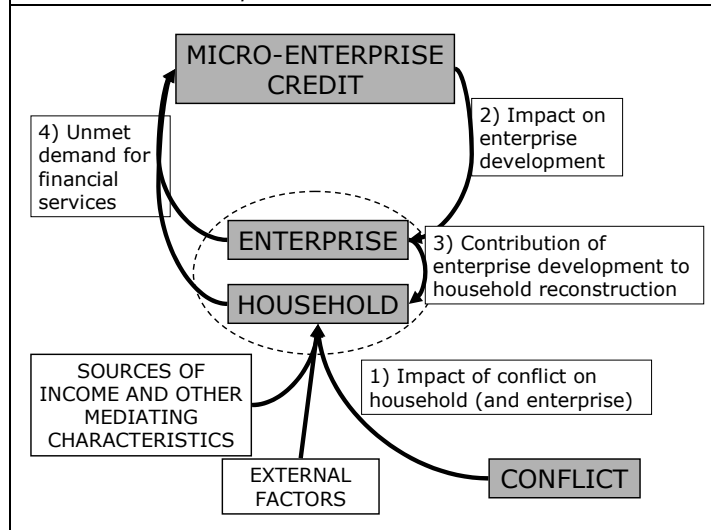 MICRO-ENTERPRISE
CREDIT
4) Unmet
demand for
financial
services
2) Impact on
enterprise
development
ENTERPRISE
3) Contribution of
enterprise development to
household reconstruction
HOUSEHOLD
SOURCES OF
INCOME AND OTHER
MEDIATING
CHARACTERISTICS
1) Impact of conflict on
household (and enterprise)
EXTERNAL
FACTORS
CONFLICT